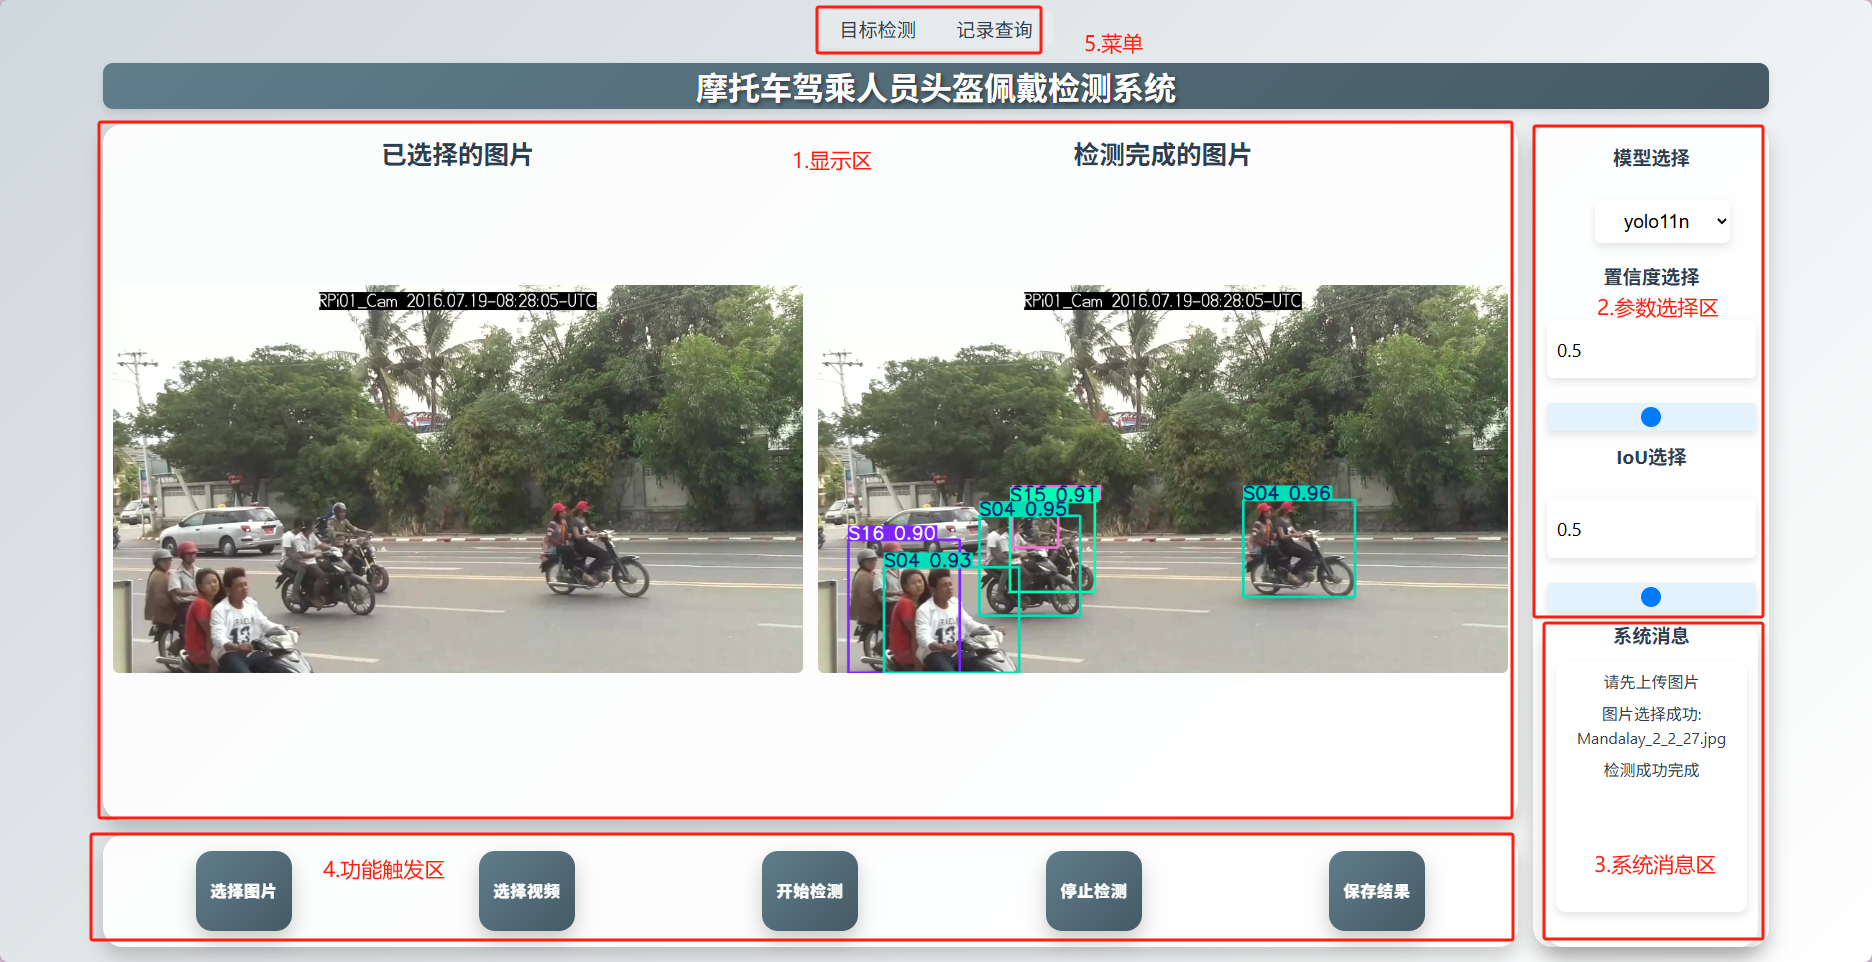 目标检测 记录查询
5.菜单
摩托车驾乘人员头盔佩戴检测系统
已选择的图片
1.显示区
检测完成的图片
RPi01_Cam 2016.07.19-08:28:05-UTC
RPi01_Cam 2016.07.19-08:28:05-UTC
S15 0.91
S04 0.95
S04 0.96
S16 0.90
S04 0.93
13
13
模型选择
yolo11n
置信度选择
2.参数选择区
0.5
IoU选择
0.5
系统消息
请先上传图片
图片选择成功:
Mandalay_2_2_27.jpg
检测成功完成
3.系统消息区
4.功能触发区
选择图片
选择视频
开始检测
停止检测
保存结果